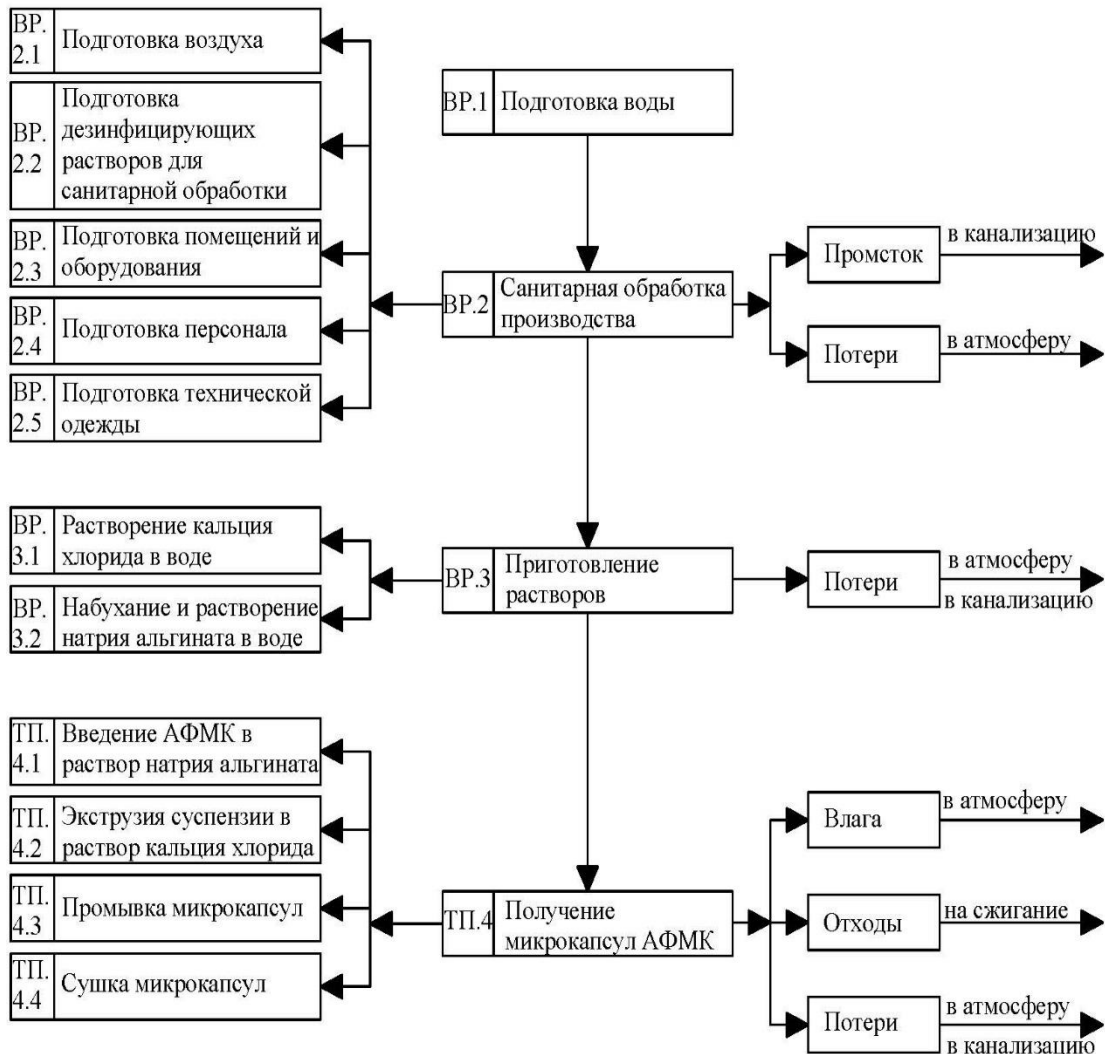 ВР.
2.1
Подготовка воздуха
ВР.
2.2
Подготовка
дезинфицирующих
растворов для
санитарной обработки
ВР.
2.3
Подготовка помещений и
оборудования
ВР.
2.4
Подготовка персонала
ВР.
2.5
Подготовка технической
одежды
ВР.1
Подготовка воды
ВР.2
Санитарная обработка
производства
Промсток
в канализацию
Потери
в атмосферу
ВР.
3.1
Растворение кальция
хлорида в воде
ВР.
3.2
Набухание и растворение
натрия альгината в воде
ВР.3
Приготовление
растворов
Потери
в атмосферу
в канализацию
ТП.
4.1
Введение АФМК в
раствор натрия альгината
ТП.
4.2
Экструзия суспензии в
раствор кальция хлорида
ТП.
4.3
Промывка микрокапсул
ТП.
4.4
Сушка микрокапсул
ТП.4
Получение
микрокапсул АФМК
Влага
в атмосферу
Отходы
на сжигание
Потери
в атмосферу
в канализацию